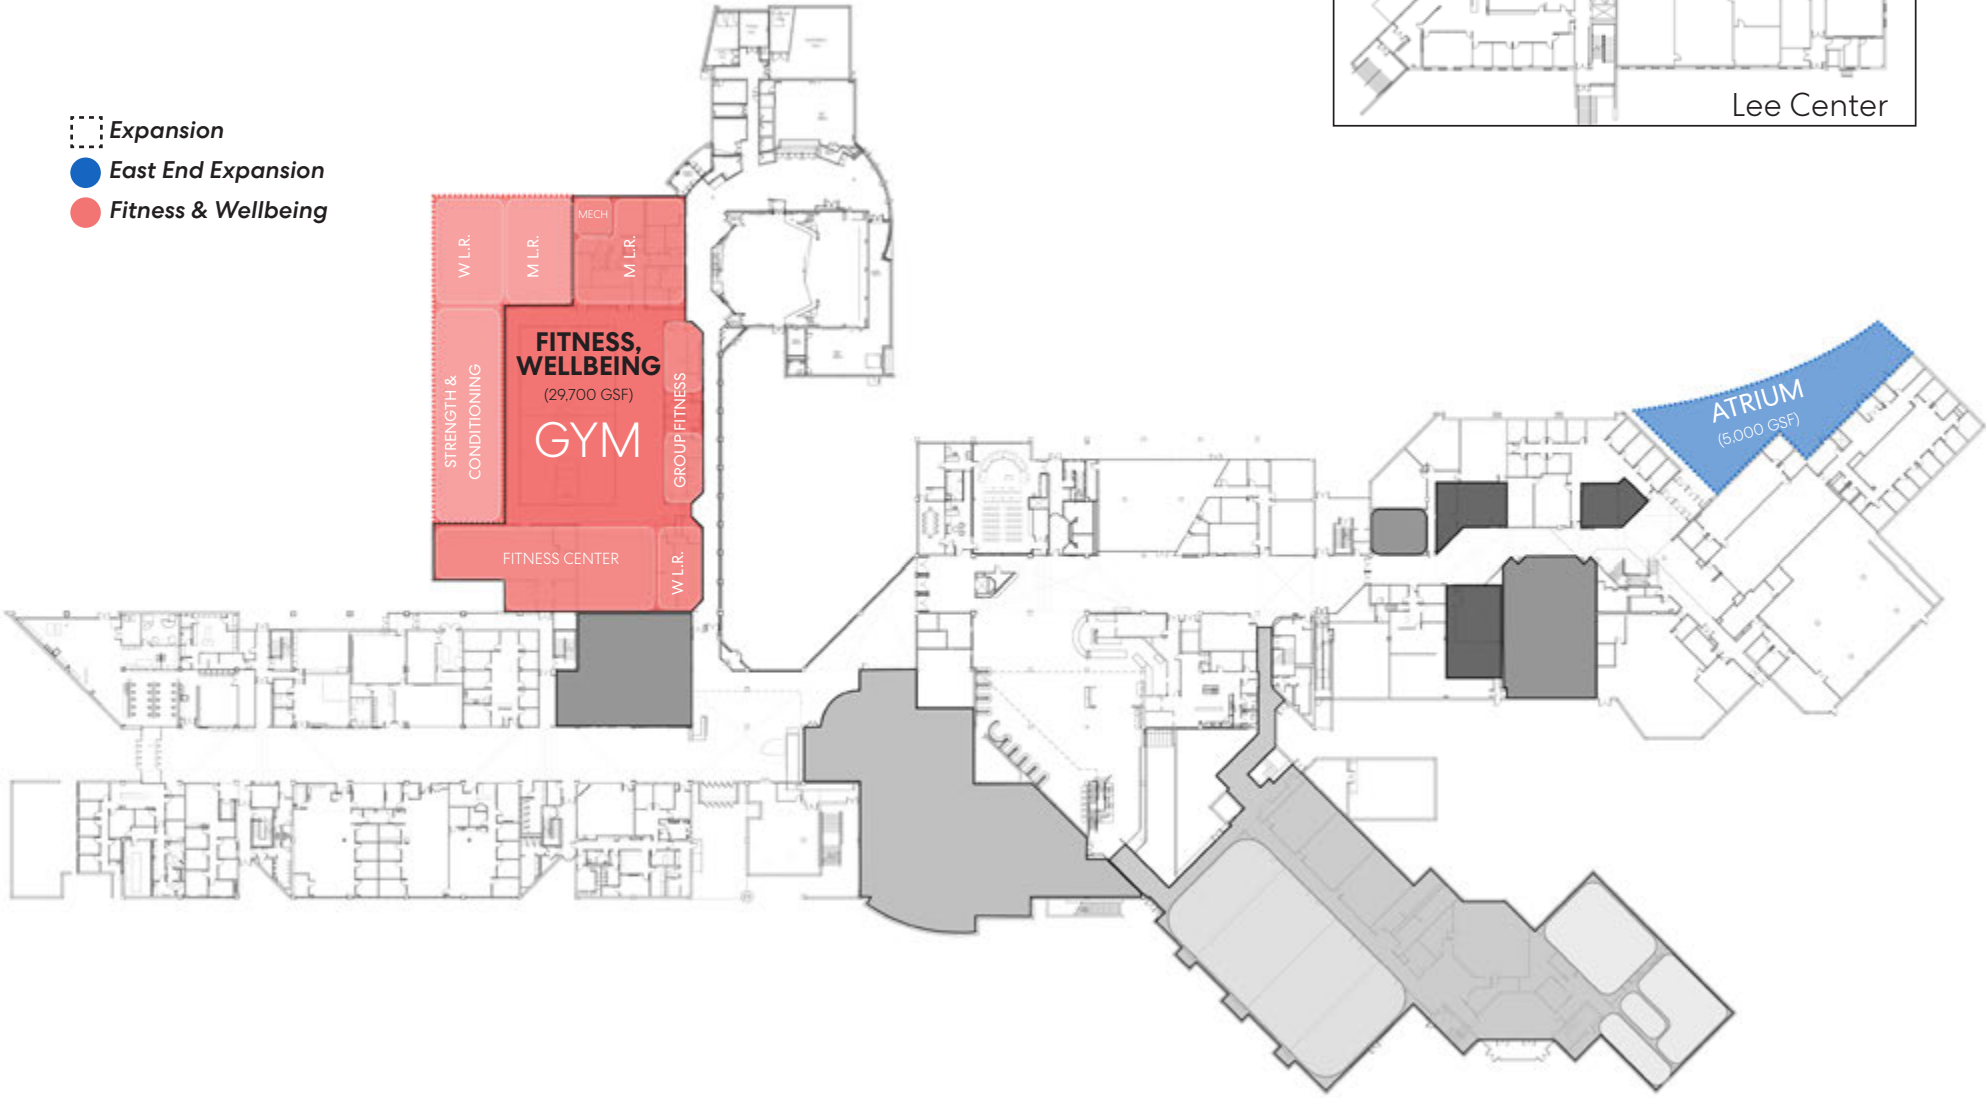 Lee Center
Expansion
East End Expansion
Fitness & Wellbeing
MECH
W L.R.
M L.R.
M L.R.
FITNESS,
WELLBEING
(29,700 GSF)
GYM
STRENGTH &
CONDITIONING
GROUP FITNESS
FITNESS CENTER
W L.R.
ATRIUM
(5,000 GSF)